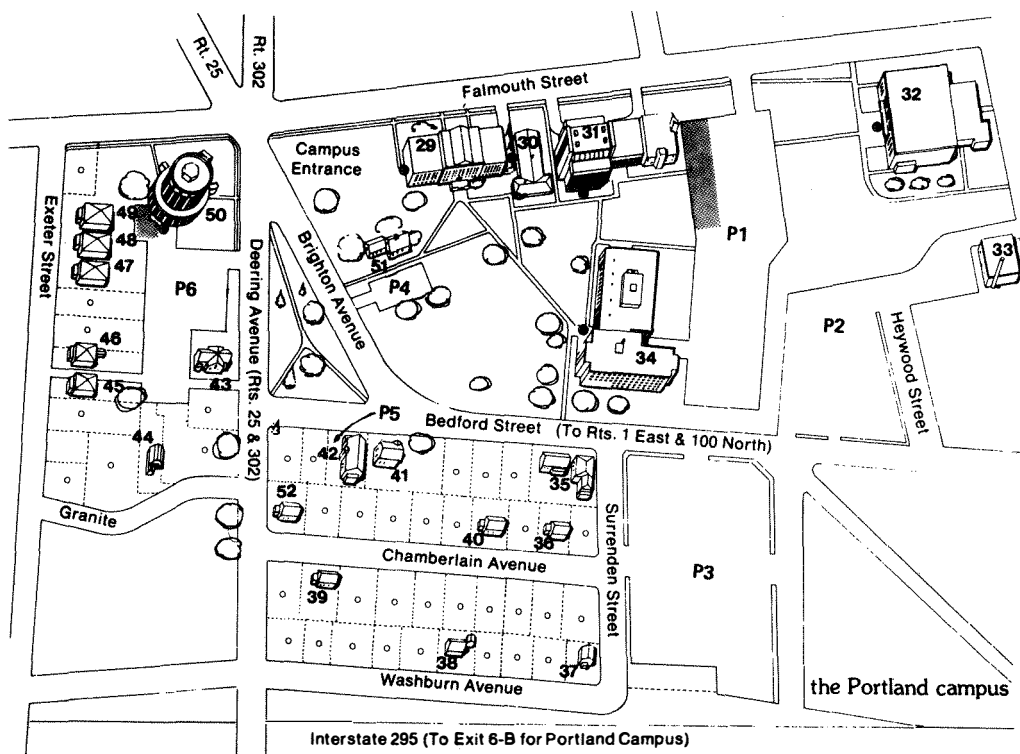 Rt. 25
Rt. 302
Falmouth Street
Campus
Entrance
29
30
31
32
33
34
35
36
37
38
39
40
41
42
43
44
45
46
47
48
49
50
51
52
P1
P2
P3
P4
P5
P6
Exeter Street
Deering Avenue (Rts. 25 & 302)
Brighton Avenue
Heywood Street
Bedford Street (To Rts. 1 East & 100 North)
Granite
Surrenden Street
Chamberlain Avenue
Washburn Avenue
the Portland campus
Interstate 295 (To Exit 6-B for Portland Campus)